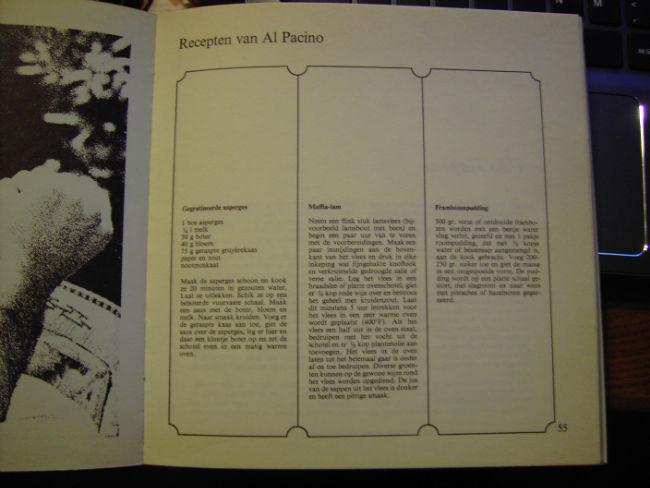 Recepten van Al Pacino
Gegratineerde asperges
1 bos asperges
¼ l melk
50 g boter
40 g bloem
75 g geraspte gruyèrekaas
peper en zout
nootmuskaat
Maak de asperges schoon en kook
ze 20 minuten in gezouten water.
Laat ze uitlekken. Schik ze op een
beboterde vuurvaste schaal. Maak
een saus met de boter, bloem en
melk. Naar smaak kruiden. Voeg er
de geraspte kaas aan toe, giet de
saus over de asperges, leg er hier en
daar een klontje boter op en zet de
schotel even in een matig warme
oven.
Maffia-lam
Neem een flink stuk lamsvlees (bij-
voorbeeld lamsbout met been) en
begin een paar uur van te voren
met de voorbereidingen. Maak een
paar insnijdingen aan de boven-
kant van het vlees en druk in elke
inkeping wat fijngehakte knoflook
en verkruimelde gedroogde salie of
verse salie. Leg het vlees in een
braadslee of platte ovenschotel, giet
er ½ kop rode wijn over en bestrooi
het geheel met kruidenzout. Laat
dit minstens 5 uur intrekken voor
het vlees in een zeer warme oven
wordt geplaatst (400°F). Als het
vlees een half uur in de oven staat,
bedruipen met het vocht uit de
schotel en er ½ kop plantenolie aan
toevoegen. Het vlees in de oven
laten tot het helemaal gaar is onder
af en toe bedruipen. Diverse groen-
ten kunnen op de gewone wijze rond
het vlees worden opgediend. De jus
van de sappen uit het vlees is donker
en heeft een pittige smaak.
Frambozenpudding
500 gr. verse of ontdooide frambo-
zen worden met een beetje water
vlug verhit, gezeefd en met 1 pakje
roompudding, dat met ½ kopje
water of bessensap aangemengd is,
aan de kook gebracht. Voeg 200-
250 gr. suiker toe en giet de massa
in een omgespoelde vorm. De pud-
ding wordt op een platte schaal ge-
stort, met slagroom en naar wens
met pistaches of hazelnoten gegar-
neerd.
55